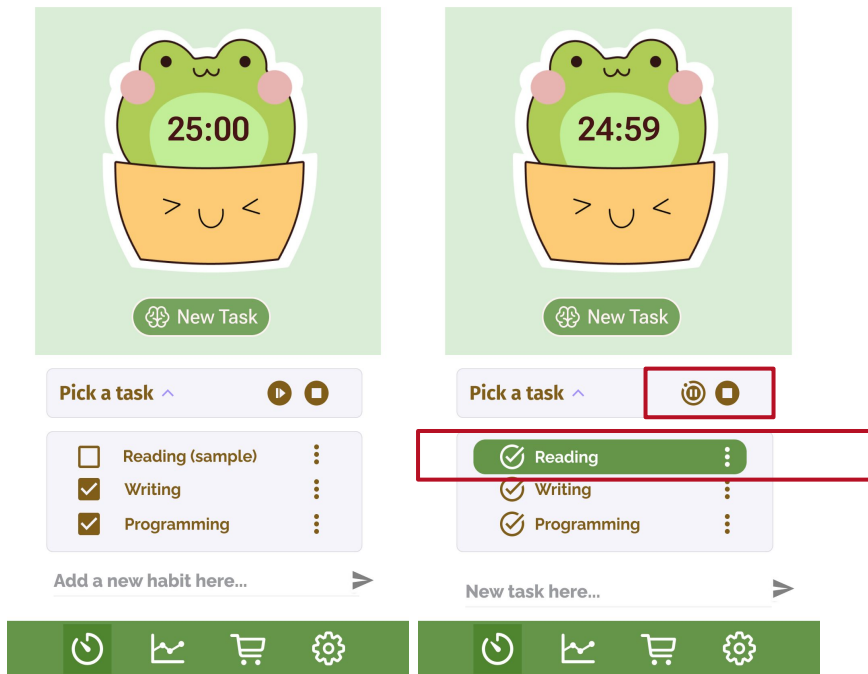 25:00
New Task
Pick a task
Reading (sample)
Writing
Programming
Add a new habit here...
24:59
New Task
Pick a task
Reading
Writing
Programming
New task here...